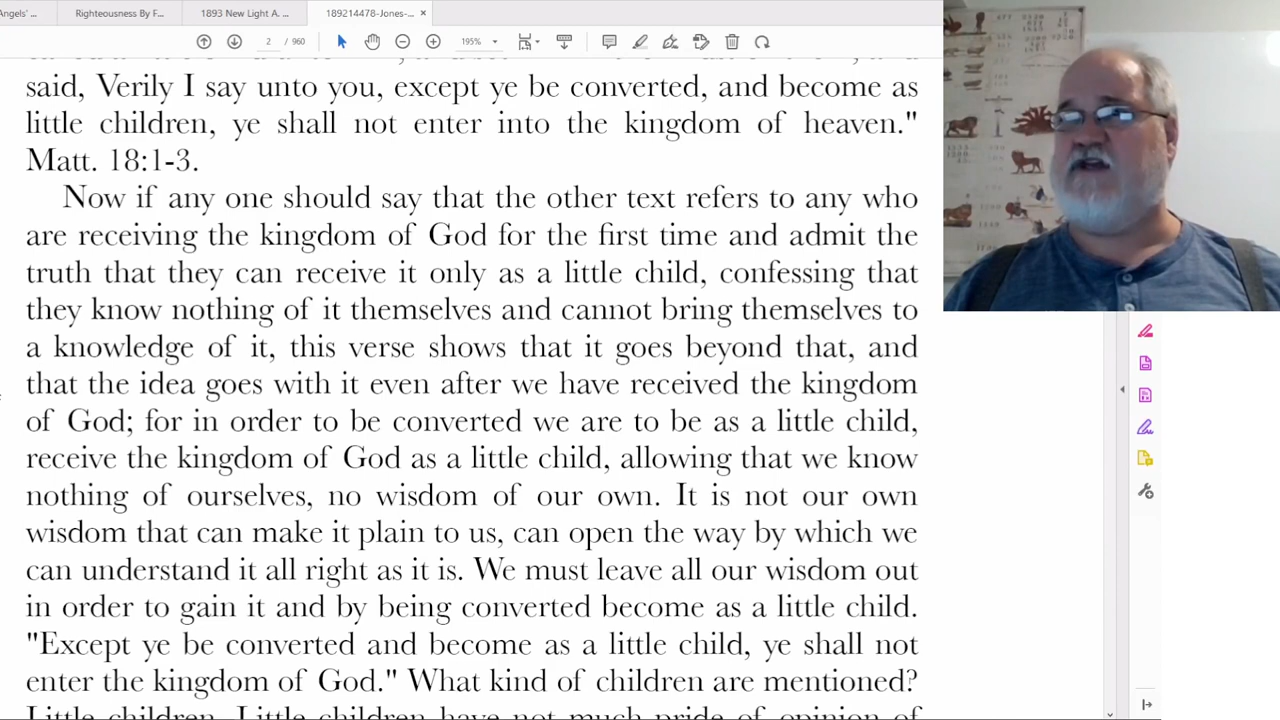 Angels' ...
Righteousness By F...
1893 New Light A. ...
189214478-Jones-... ×
2 / 960
195%
said, Verily I say unto you, except ye be converted, and become as
little children, ye shall not enter into the kingdom of heaven."
Matt. 18:1-3.
Now if any one should say that the other text refers to any who
are receiving the kingdom of God for the first time and admit the
truth that they can receive it only as a little child, confessing that
they know nothing of it themselves and cannot bring themselves to
a knowledge of it, this verse shows that it goes beyond that, and
that the idea goes with it even after we have received the kingdom
of God; for in order to be converted we are to be as a little child,
receive the kingdom of God as a little child, allowing that we know
nothing of ourselves, no wisdom of our own. It is not our own
wisdom that can make it plain to us, can open the way by which we
can understand it all right as it is. We must leave all our wisdom out
in order to gain it and by being converted become as a little child.
"Except ye be converted and become as a little child, ye shall not
enter the kingdom of God." What kind of children are mentioned?
Little children. Little children have not much pride of opinion of